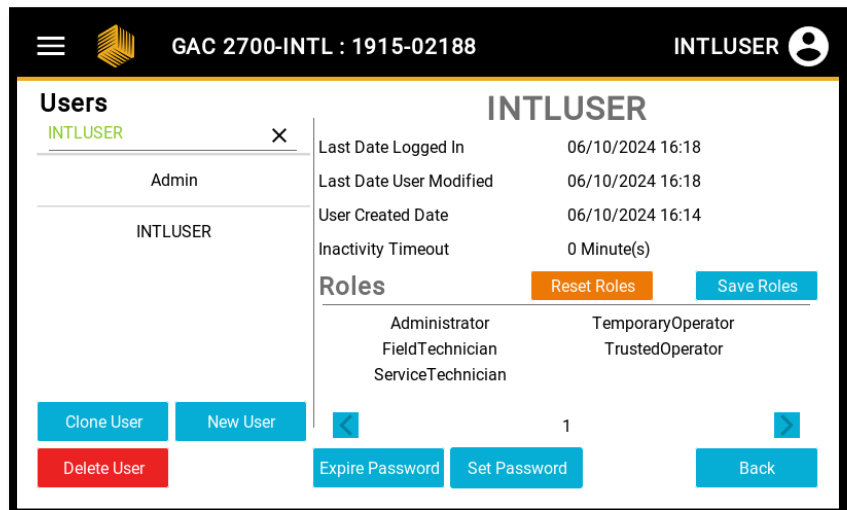 GAC 2700-INTL : 1915-02188
INTLUSER
Users
INTLUSER
Admin
INTLUSER
Clone User
New User
Delete User
INTLUSER
Last Date Logged In 06/10/2024 16:18
Last Date User Modified 06/10/2024 16:18
User Created Date 06/10/2024 16:14
Inactivity Timeout 0 Minute(s)
Roles
Reset Roles
Save Roles
Administrator TemporaryOperator
FieldTechnician TrustedOperator
ServiceTechnician
1
Expire Password
Set Password
Back